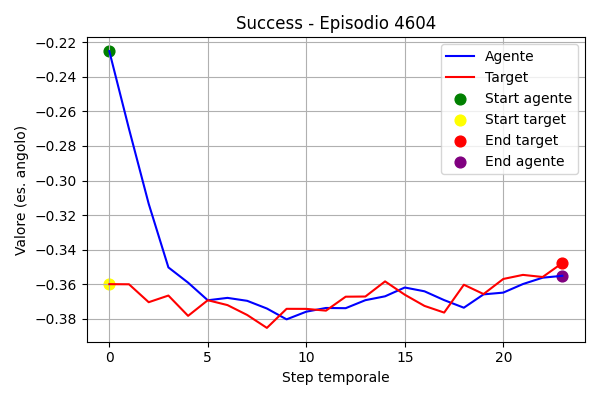 Success - Episodio 4604
Valore (es. angolo)
−0.22
−0.24
−0.26
−0.28
−0.30
−0.32
−0.34
−0.36
−0.38
Agente
Target
Start agente
Start target
End target
End agente
0
5
10
15
20
Step temporale